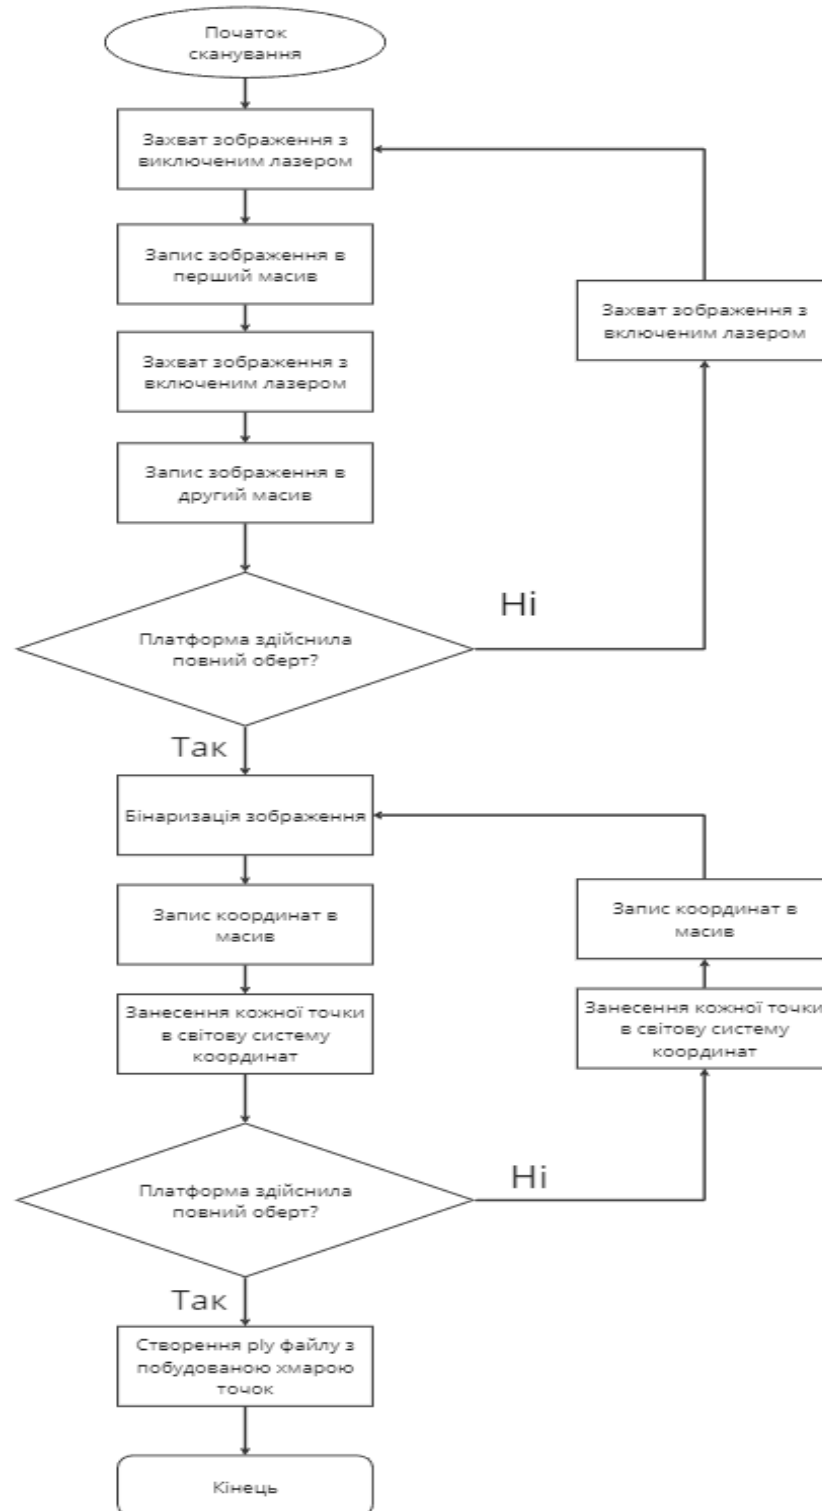 Початок
сканування
Захват зображення з
виключеним лазером
Запис зображення в
перший масив
Захват зображення з
включеним лазером
Захват зображення з
включеним лазером
Запис зображення в
другий масив
Ні
Платформа здійснила
повний оберт?
Так
Бінаризація зображення
Запис координат в
масив
Запис координат в
масив
Занесення кожної точки
в світову систему
координат
Занесення кожної точки
в світову систему
координат
Ні
Платформа здійснила
повний оберт?
Так
Створення ply файлу з
побудованою хмарою
точок
Кінець